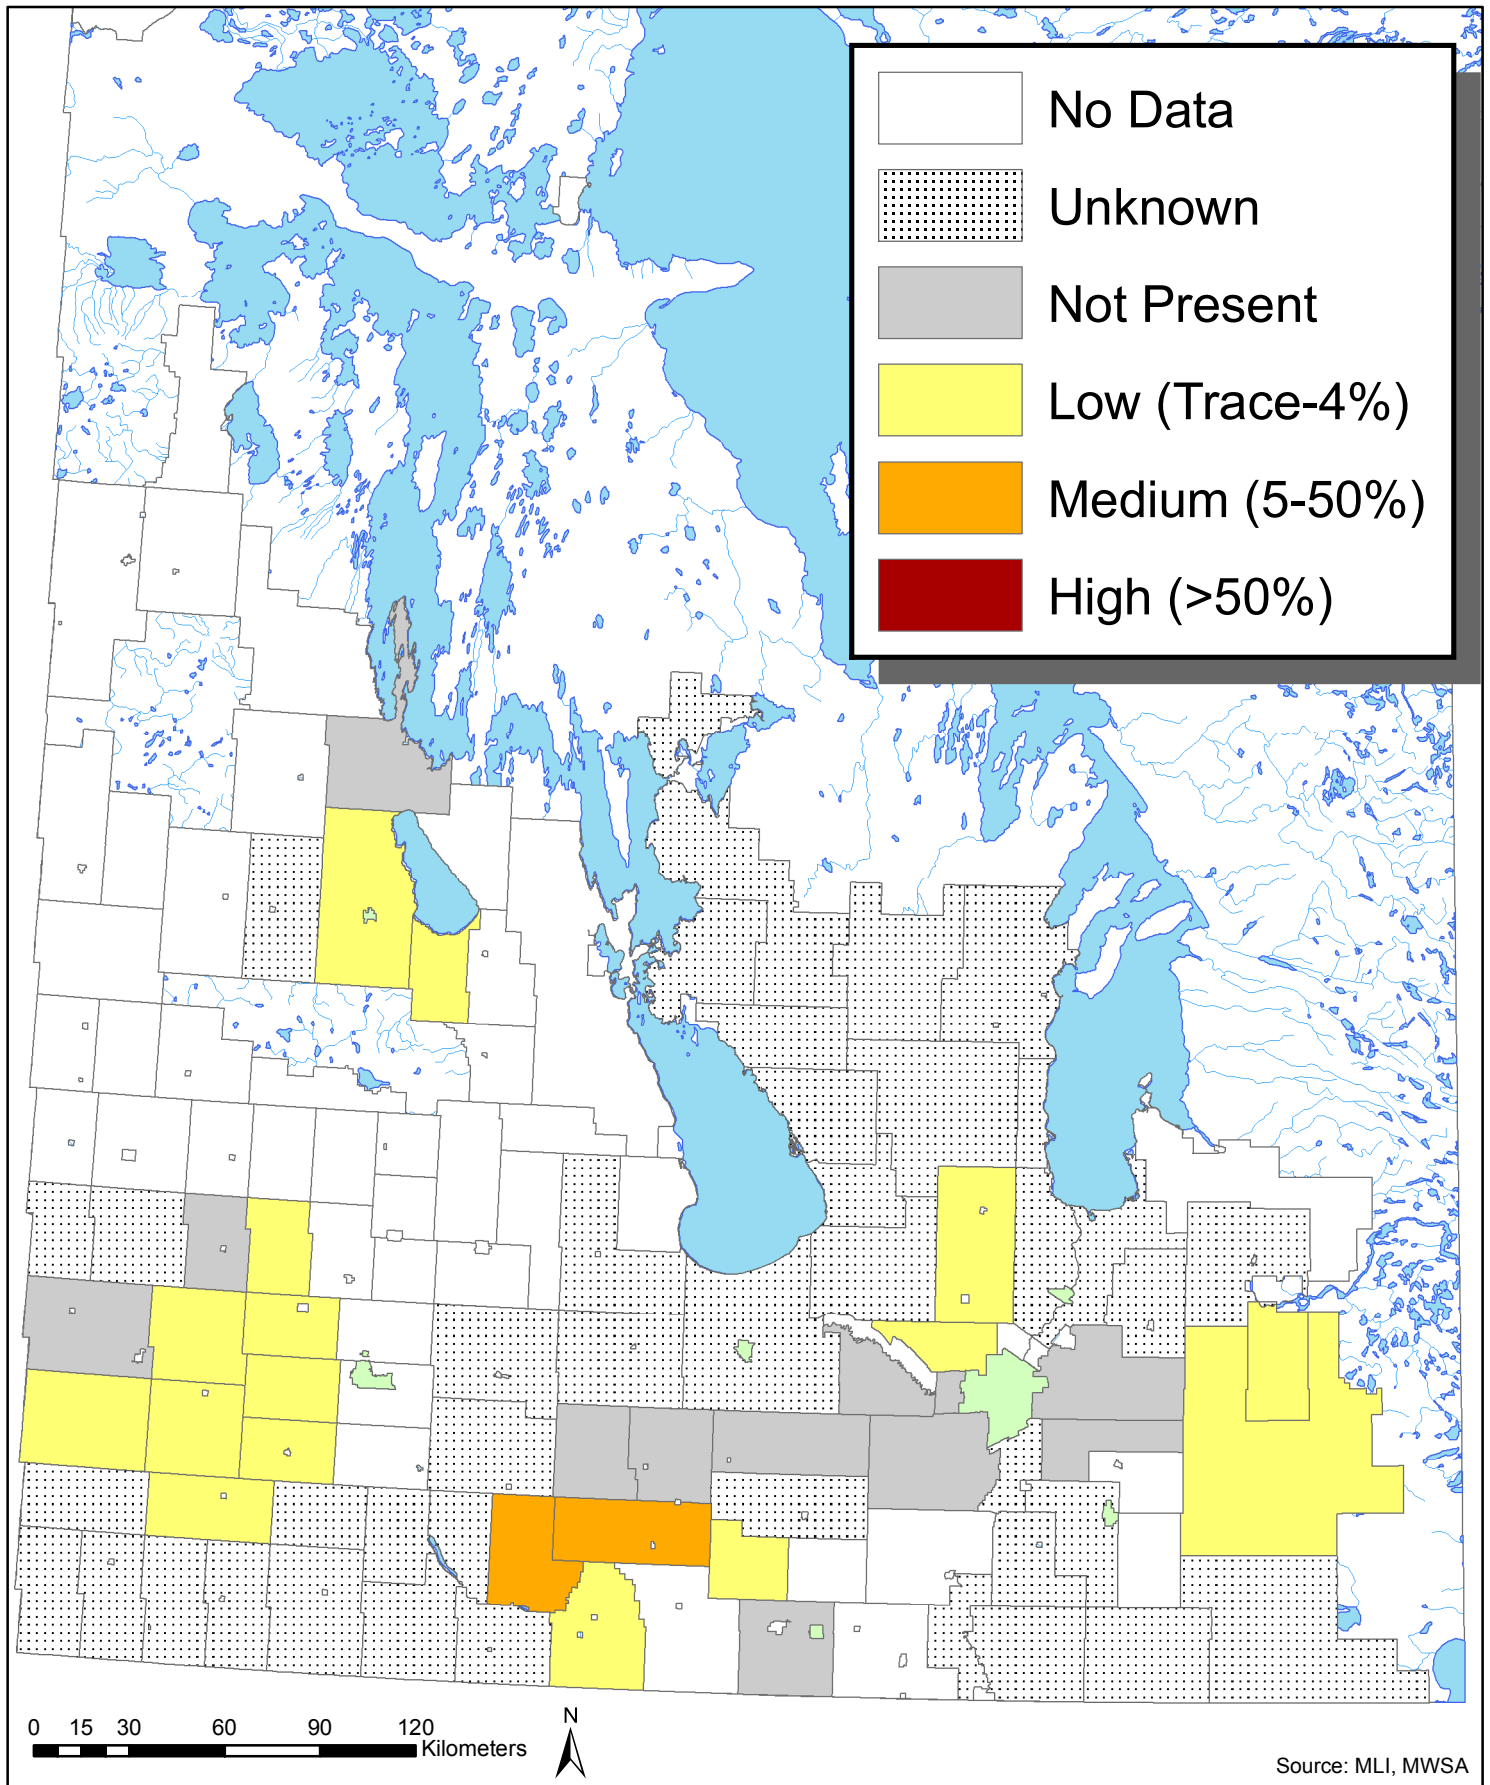 No Data
Unknown
Not Present
Low (Trace-4%)
Medium (5-50%)
High (>50%)
0 15 30 60 90 120
Kilometers
N
Source: MLI, MWSA